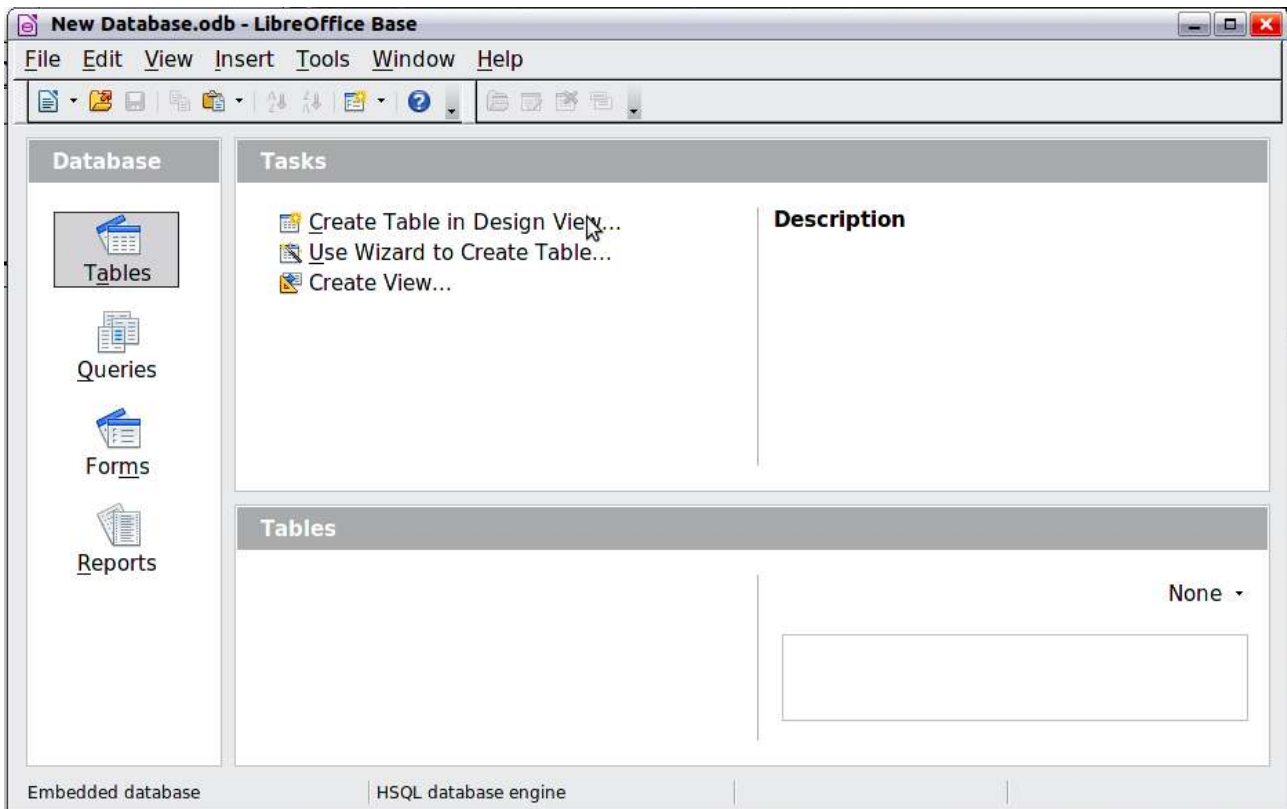 New Database.odb - LibreOffice Base
File Edit View Insert Tools Window Help
Database
Tables
Queries
Forms
Reports
Tasks
Create Table in Design View...
Use Wizard to Create Table...
Create View...
Description
Tables
None
Embedded database
HSQL database engine